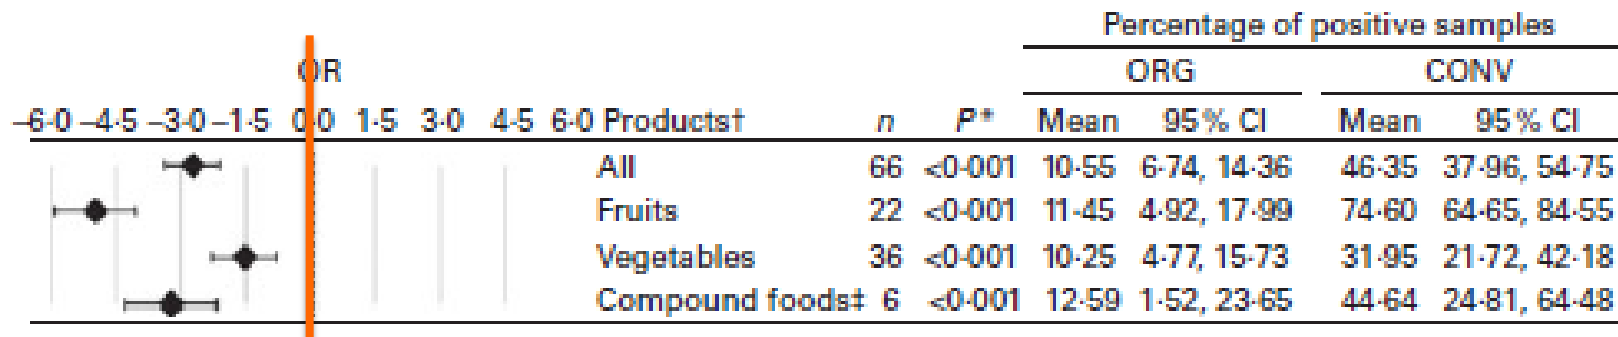 Percentage of positive samples
OR ORG CONV
–6·0 –4·5 –3·0 –1·5 0·0 1·5 3·0 4·5 6·0 Products† n P* Mean 95 % CI Mean 95 % CI
All 66 <0·001 10·55 6·74, 14·36 46·35 37·96, 54·75
Fruits 22 <0·001 11·45 4·92, 17·99 74·60 64·65, 84·55
Vegetables 36 <0·001 10·25 4·77, 15·73 31·95 21·72, 42·18
Compound foods‡ 6 <0·001 12·59 1·52, 23·65 44·64 24·81, 64·48